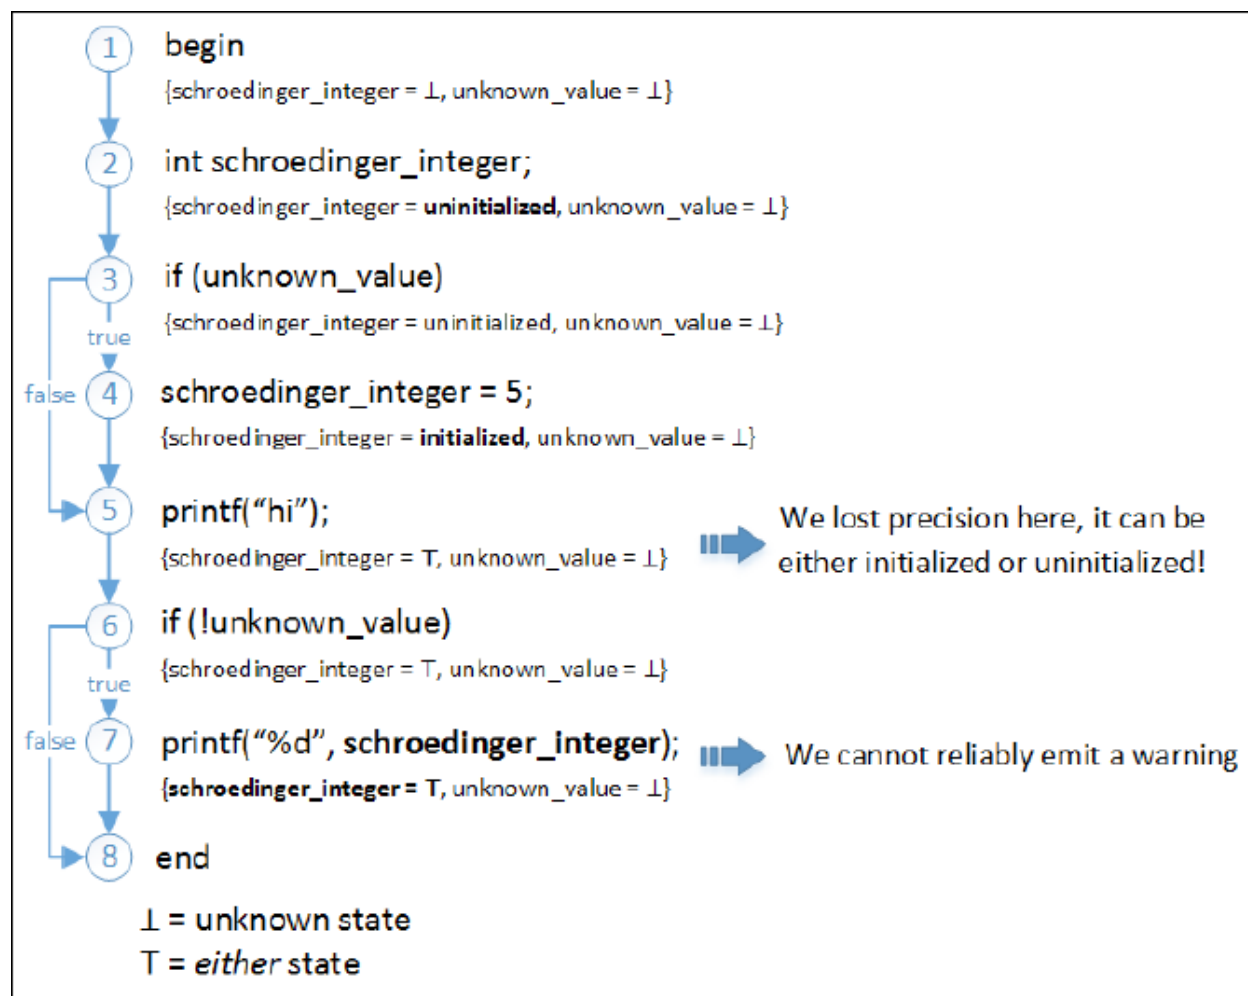 1 begin
{schroedinger_integer = ⊥, unknown_value = ⊥}
2 int schroedinger_integer;
{schroedinger_integer = uninitialized, unknown_value = ⊥}
3 if (unknown_value)
{schroedinger_integer = uninitialized, unknown_value = ⊥}
true
false 4 schroedinger_integer = 5;
{schroedinger_integer = initialized, unknown_value = ⊥}
5 printf(“hi”);
We lost precision here, it can be
{schroedinger_integer = T, unknown_value = ⊥}
either initialized or uninitialized!
6 if (!unknown_value)
{schroedinger_integer = T, unknown_value = ⊥}
true
false 7 printf(“%d”, schroedinger_integer);
We cannot reliably emit a warning
{schroedinger_integer = T, unknown_value = ⊥}
8 end
⊥ = unknown state
T = either state